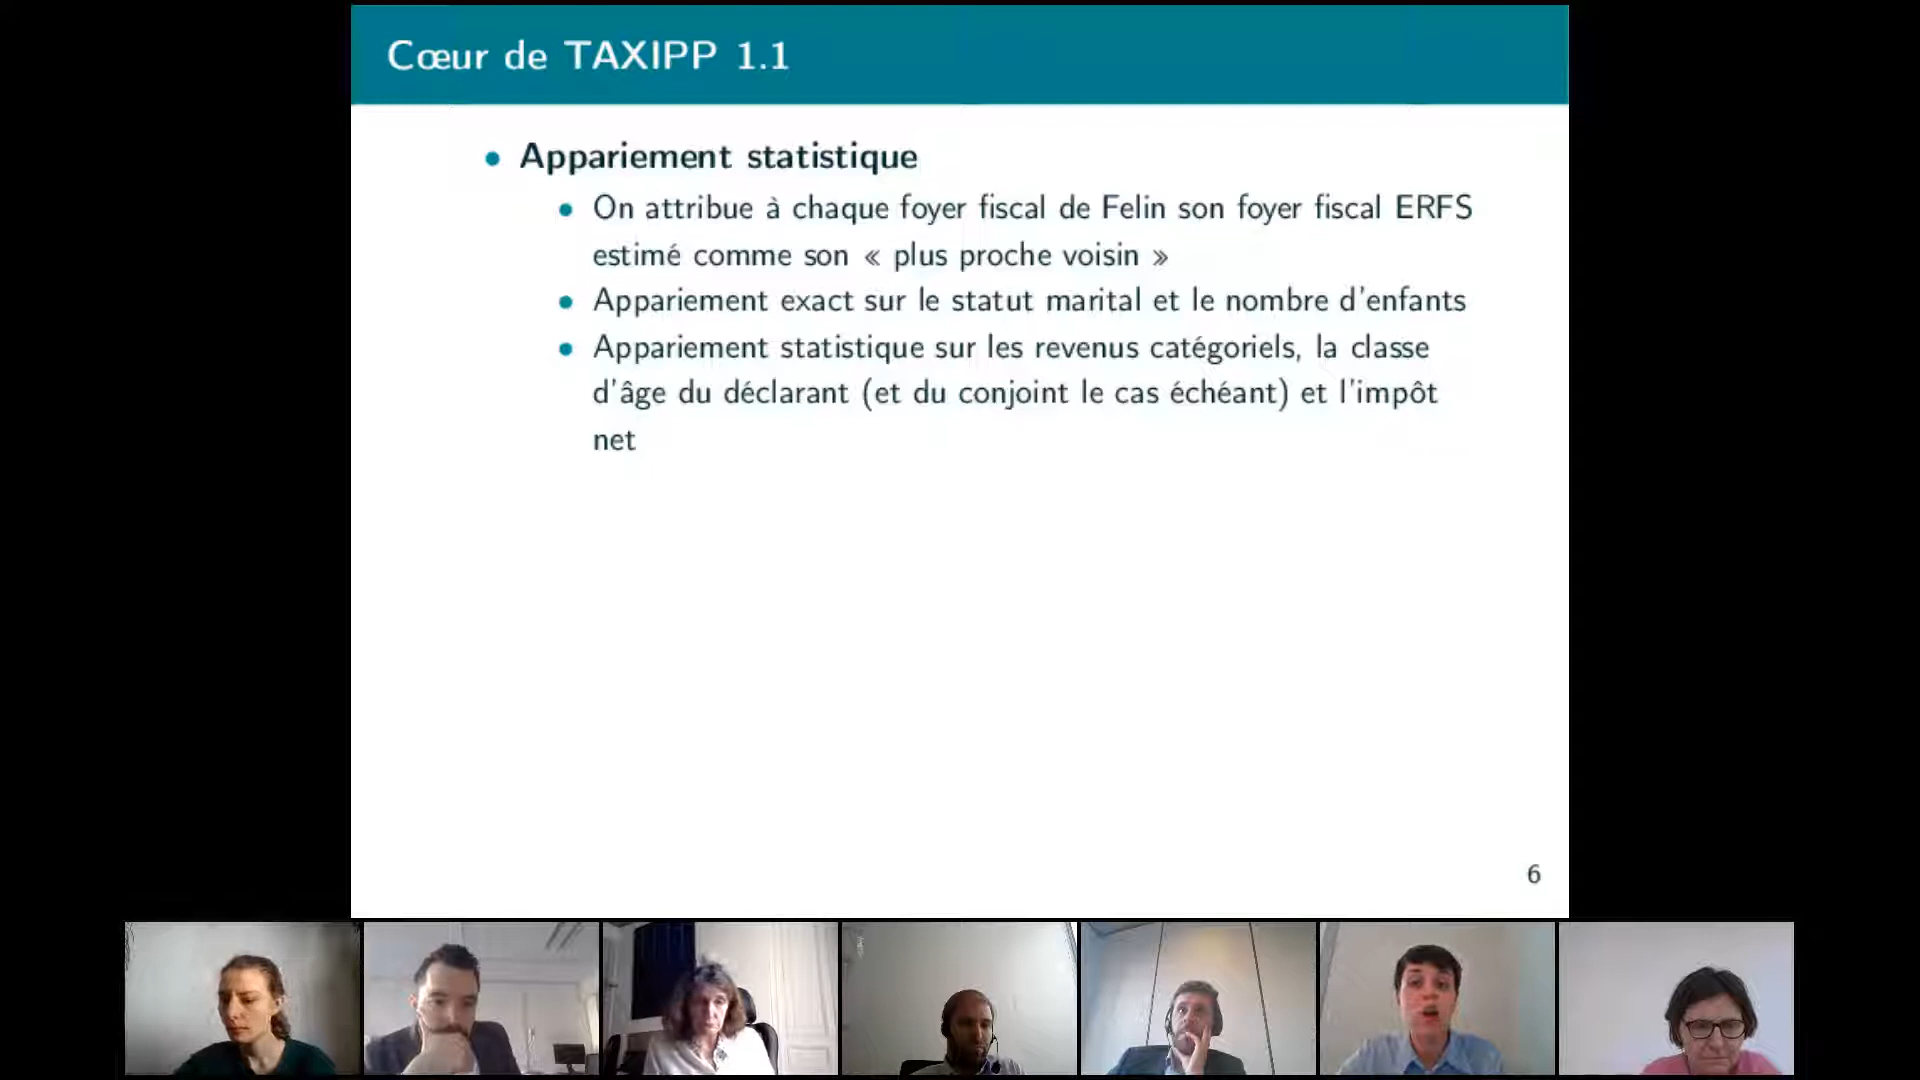 Cœur de TAXIPP 1.1
• Appariement statistique
• On attribue à chaque foyer fiscal de Felin son foyer fiscal ERFS
estimé comme son « plus proche voisin »
• Appariement exact sur le statut marital et le nombre d'enfants
• Appariement statistique sur les revenus catégoriels, la classe
d'âge du déclarant (et du conjoint le cas échéant) et l'impôt
net
6